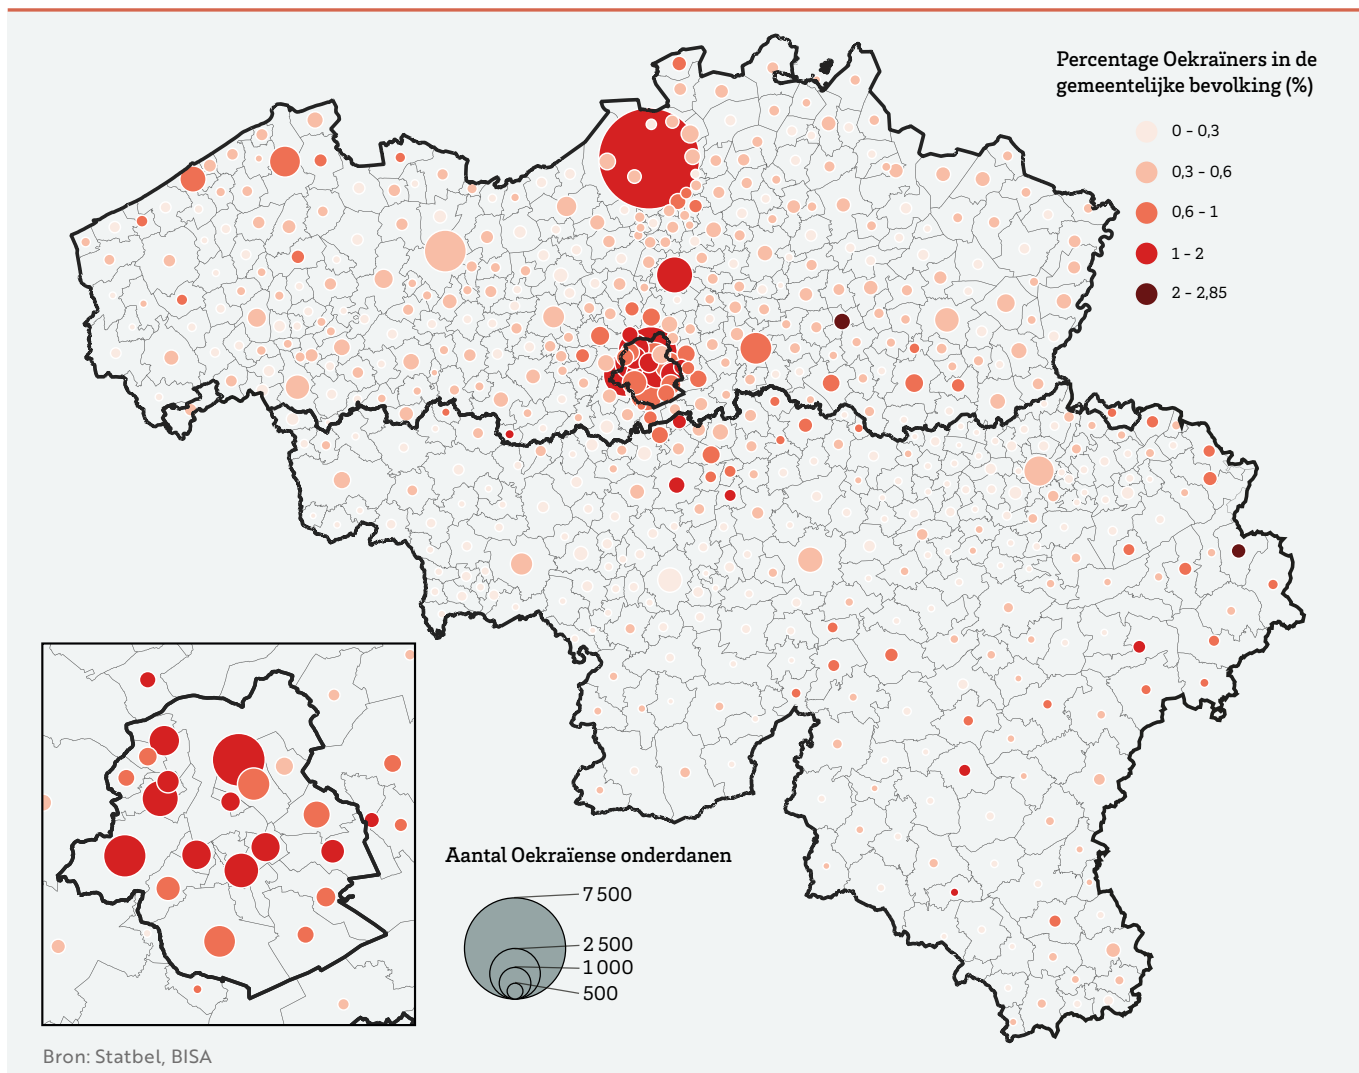 Percentage Oekraïners in de
gemeentelijke bevolking (%)
0 – 0,3
0,3 – 0,6
0,6 – 1
1 – 2
2 – 2,85
Aantal Oekraïense onderdanen
7 500
2 500
1 000
500
Bron: Statbel, BISA